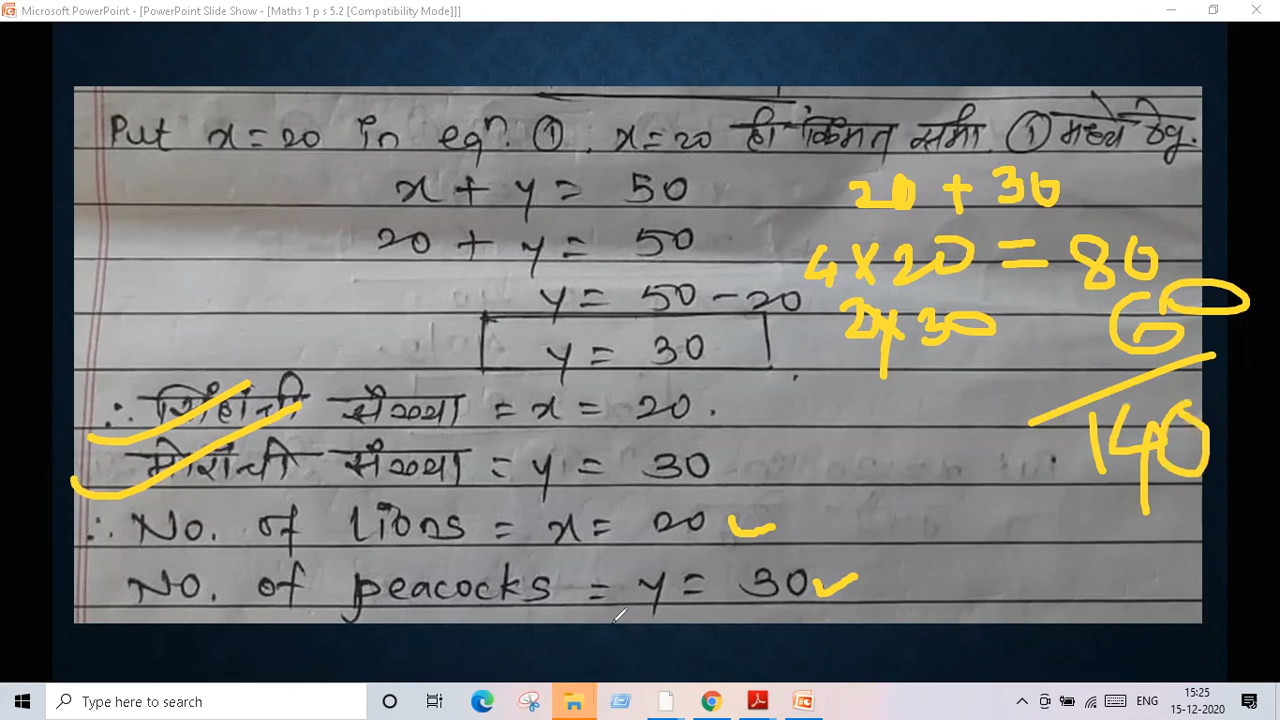 Microsoft PowerPoint - [PowerPoint Slide Show - [Maths 1 p s 5.2 [Compatibility Mode]]]
Put x = 20 in eqn. ①. x = 20 ही किंमत समी. ① मध्ये ठेवू.
x + y = 50
20 + y = 50
y = 50 - 20
y = 30
∴ सिंहांची संख्या = x = 20.
मोरांची संख्या = y = 30
∴ No. of lions = x = 20
No. of peacocks = y = 30
20 + 30
4 x 20 = 80
2 x 30 60
140
Type here to search
ENG
15:25
15-12-2020